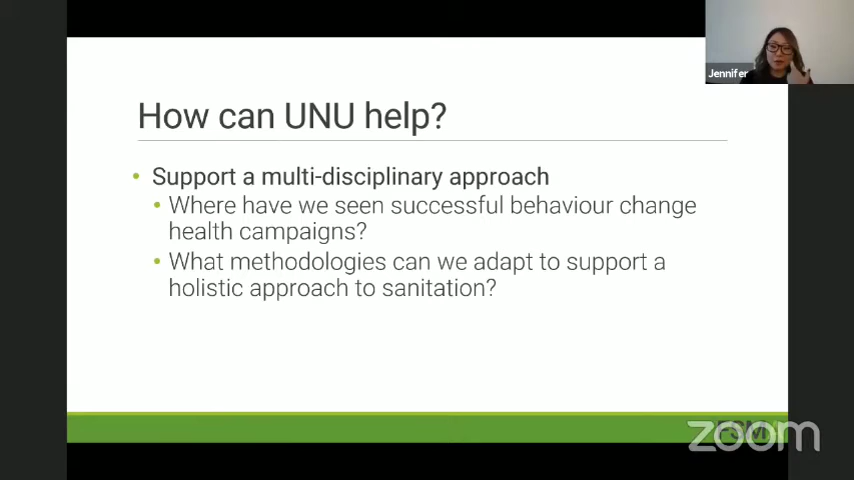 Jennifer
How can UNU help?
• Support a multi-disciplinary approach
• Where have we seen successful behaviour change
health campaigns?
• What methodologies can we adapt to support a
holistic approach to sanitation?
zoom